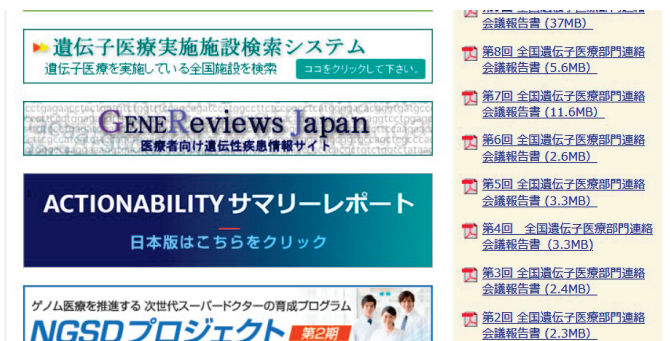 遺伝子医療実施施設検索システム
遺伝子医療を実施している全国施設を検索 ココをクリックして下さい。
GENEReviews Japan
医療者向け遺伝性疾患情報サイト
ACTIONABILITYサマリーレポート
日本版はこちらをクリック
ゲノム医療を推進する 次世代スーパードクターの育成プログラム
NGSDプロジェクト 第2期
会議報告書 (37MB)
第8回 全国遺伝子医療部門連絡
会議報告書 (5.6MB)
第7回 全国遺伝子医療部門連絡
会議報告書 (11.6MB)
第6回 全国遺伝子医療部門連絡
会議報告書 (2.6MB)
第5回 全国遺伝子医療部門連絡
会議報告書 (3.3MB)
第4回 全国遺伝子医療部門連絡
会議報告書 (3.3MB)
第3回 全国遺伝子医療部門連絡
会議報告書 (2.4MB)
第2回 全国遺伝子医療部門連絡
会議報告書 (2.3MB)